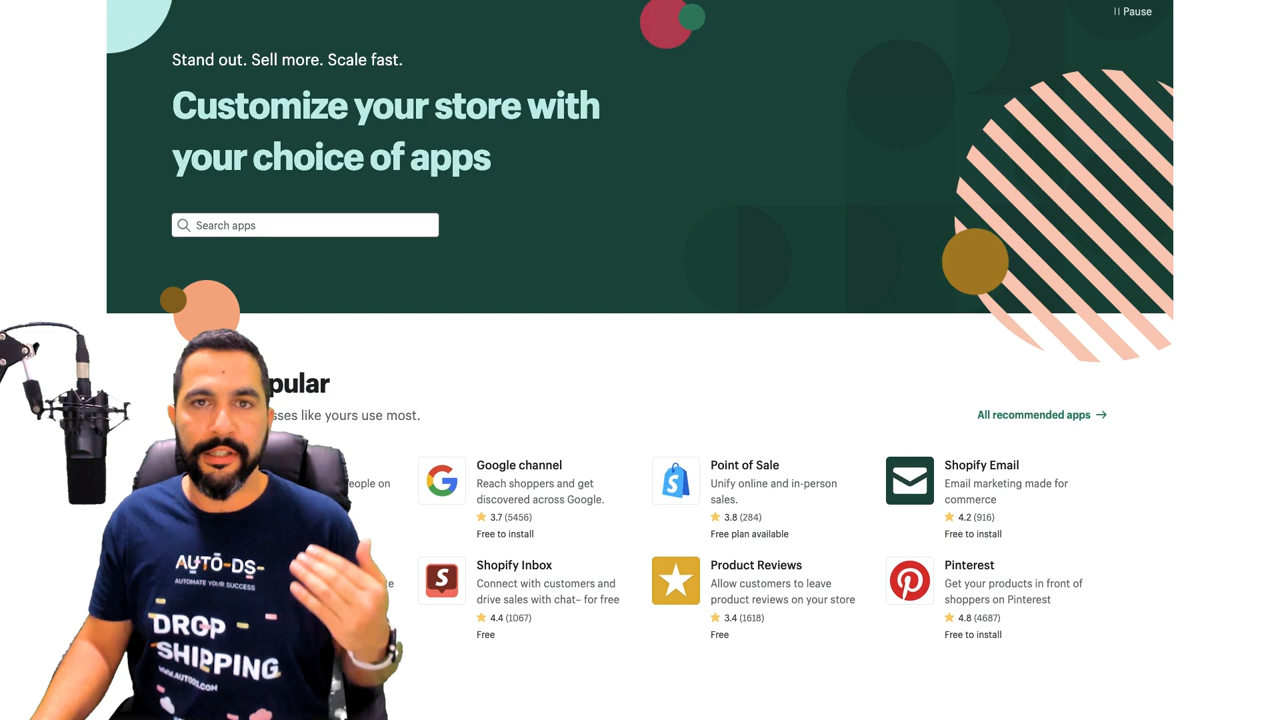 Pause
Stand out. Sell more. Scale fast.
Customize your store with
your choice of apps
Search apps
pular
sses like yours use most.
All recommended apps
eople on
Google channel
Reach shoppers and get
discovered across Google.
3.7 (5456)
Free to install
Point of Sale
Unify online and in-person
sales.
3.8 (284)
Free plan available
Shopify Email
Email marketing made for
commerce
4.2 (916)
Free to install
te
Shopify Inbox
Connect with customers and
drive sales with chat– for free
4.4 (1067)
Free
Product Reviews
Allow customers to leave
product reviews on your store
3.4 (1618)
Free
Pinterest
Get your products in front of
shoppers on Pinterest
4.8 (4687)
Free to install
AUTO-DS-
AUTOMATE YOUR SUCCESS
DROP
SHIPPING
WWW.AUTODS.COM